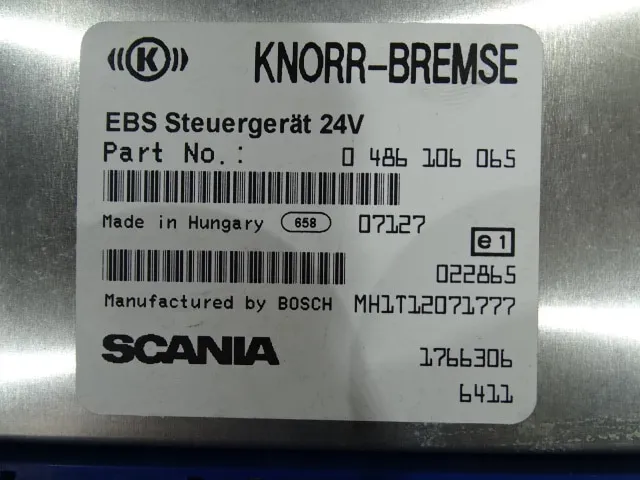 ((K)) KNORR-BREMSE
EBS Steuergerät 24V
Part No.: 0 486 106 065
Made in Hungary 658 07127
e1
022865
Manufactured by BOSCH MH1T12071777
SCANIA 1766306
6411